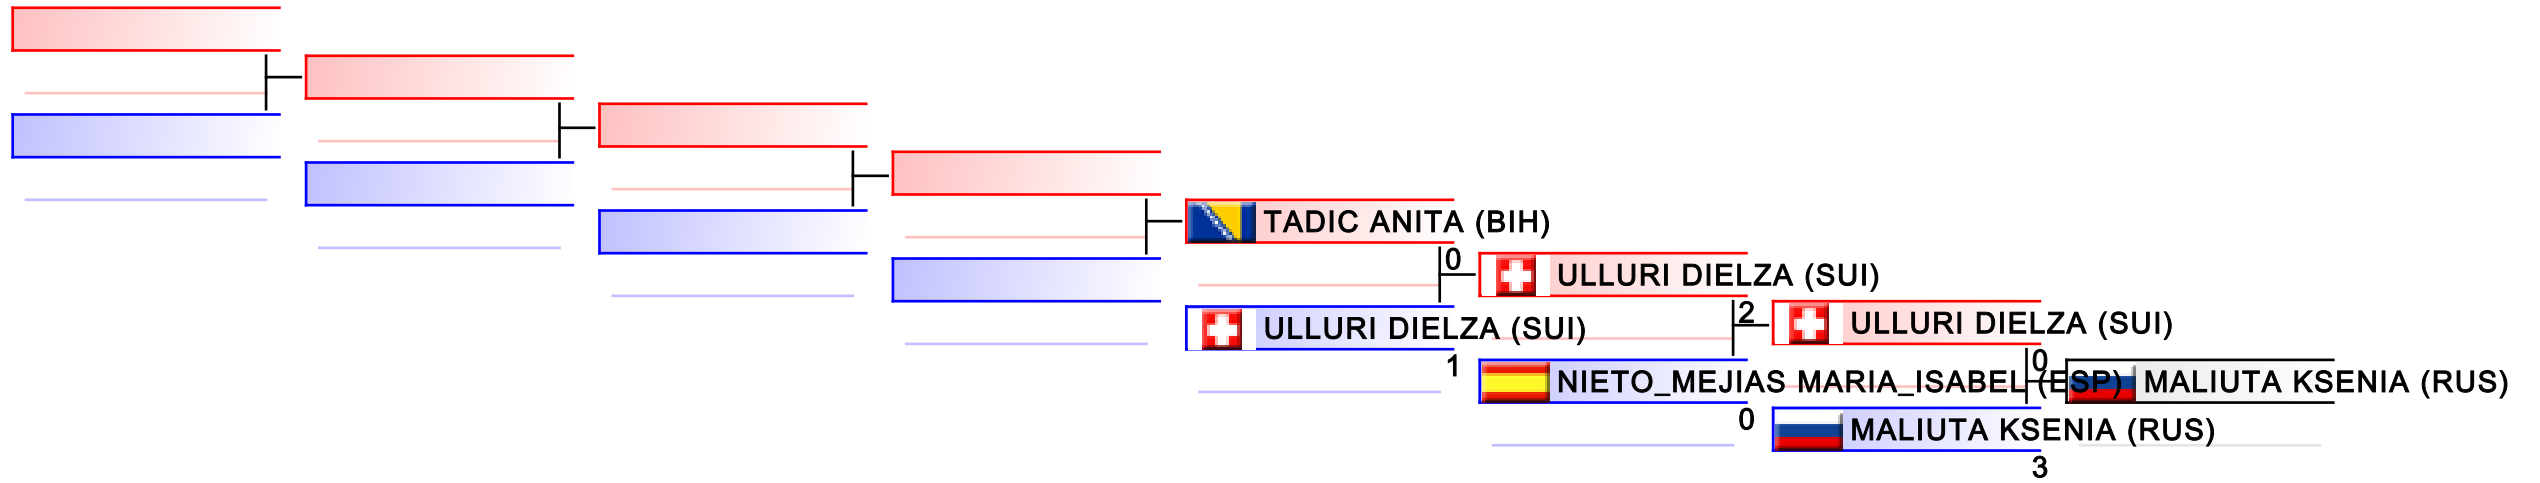 TADIC ANITA (BIH)
0
ULLURI DIELZA (SUI)
1
ULLURI DIELZA (SUI)
2
NIETO_MEJIAS MARIA_ISABEL (ESP)
0
ULLURI DIELZA (SUI)
0
MALIUTA KSENIA (RUS)
3
MALIUTA KSENIA (RUS)